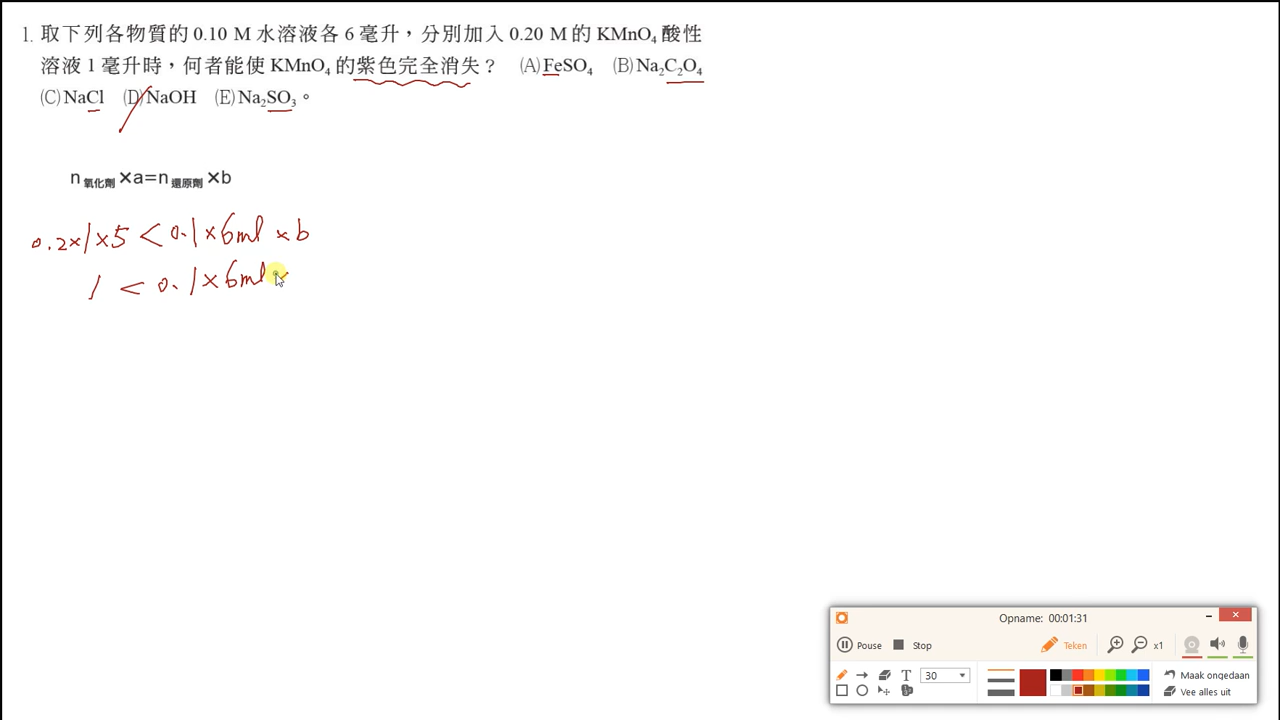 1. 取下列各物質的 0.10 M 水溶液各 6 毫升，分別加入 0.20 M 的 KMnO₄ 酸性
溶液 1 毫升時，何者能使 KMnO₄ 的紫色完全消失？ (A) FeSO₄ (B) Na₂C₂O₄
(C) NaCl (D) NaOH (E) Na₂SO₃。
n氧化劑×a=n還原劑×b
0.2×1×5 < 0.1×6ml ×b
1 < 0.1×6ml ×
Opname: 00:01:31
Pause Stop Teken x1
T 30 Maak ongedaan
Vee alles uit